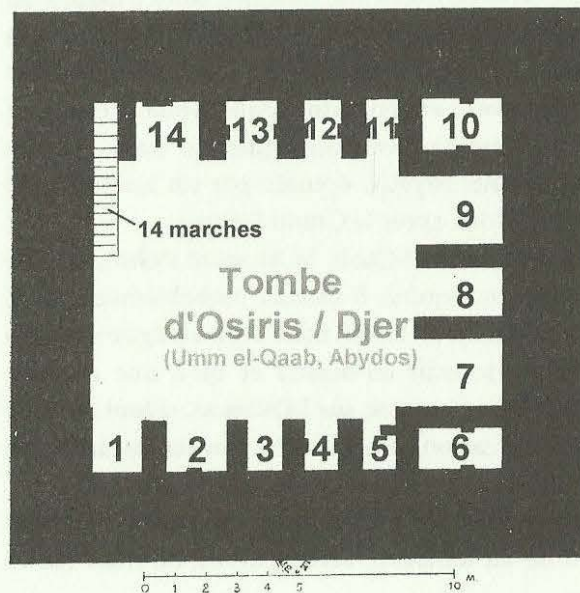 14 13 12 11 10
9
14 marches
8
Tombe
d'Osiris / Djer
(Umm el-Qaab, Abydos)
7
1 2 3 4 5 6
0 1 2 3 4 5 10 M.